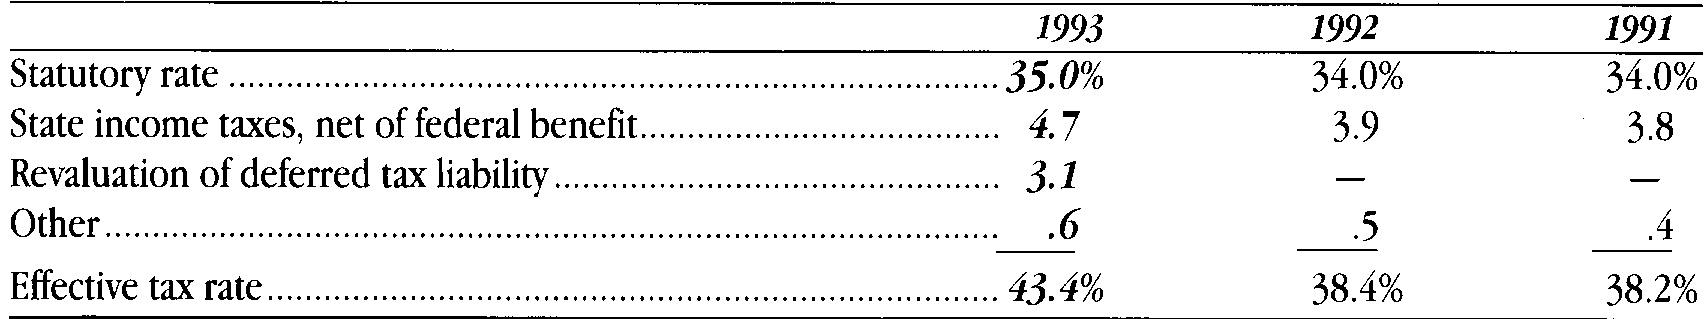 1993 1992 1991
Statutory rate ........ 35.0% 34.0% 34.0%
State income taxes, net of federal benefit ........ 4.7 3.9 3.8
Revaluation of deferred tax liability ........ 3.1 — —
Other ........ .6 .5 .4
Effective tax rate ........ 43.4% 38.4% 38.2%